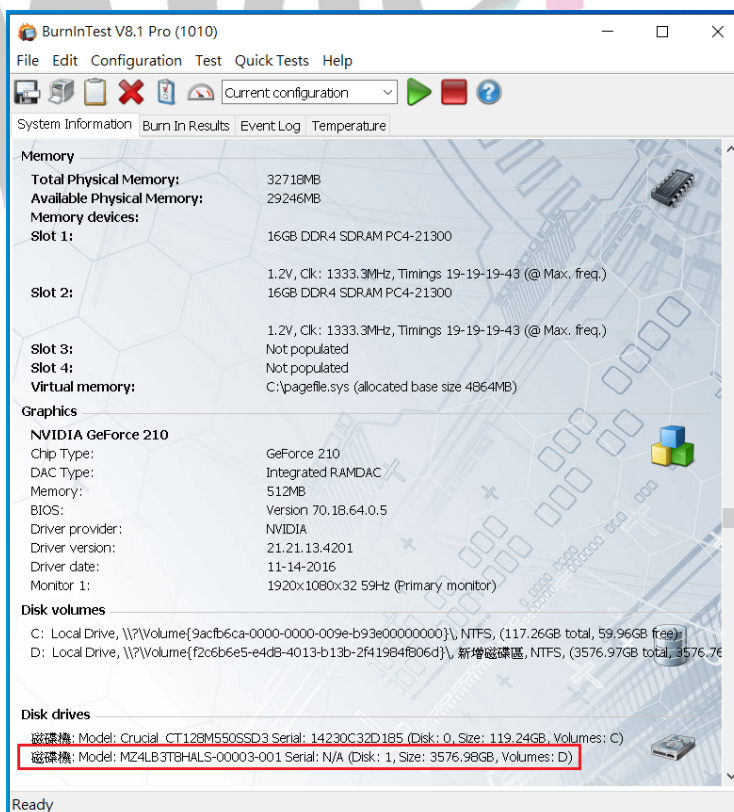 BurnInTest V8.1 Pro (1010)
File Edit Configuration Test Quick Tests Help
Current configuration
System Information Burn In Results Event Log Temperature
Memory
Total Physical Memory: 32718MB
Available Physical Memory: 29246MB
Memory devices:
Slot 1: 16GB DDR4 SDRAM PC4-21300
1.2V, Clk: 1333.3MHz, Timings 19-19-19-43 (@ Max. freq.)
Slot 2: 16GB DDR4 SDRAM PC4-21300
1.2V, Clk: 1333.3MHz, Timings 19-19-19-43 (@ Max. freq.)
Slot 3: Not populated
Slot 4: Not populated
Virtual memory: C:\pagefile.sys (allocated base size 4864MB)
Graphics
NVIDIA GeForce 210
Chip Type: GeForce 210
DAC Type: Integrated RAMDAC
Memory: 512MB
BIOS: Version 70.18.64.0.5
Driver provider: NVIDIA
Driver version: 21.21.13.4201
Driver date: 11-14-2016
Monitor 1: 1920x1080x32 59Hz (Primary monitor)
Disk volumes
C: Local Drive, \\?\Volume{9acfb6ca-0000-0000-009e-b93e00000000}\, NTFS, (117.26GB total, 59.96GB free)
D: Local Drive, \\?\Volume{f2c6b6e5-e4d8-4013-b13b-2f41984f806d}\, 新增磁碟區, NTFS, (3576.97GB total, 3576.76
Disk drives
磁碟機: Model: Crucial_CT128M550SSD3 Serial: 14230C32D185 (Disk: 0, Size: 119.24GB, Volumes: C)
磁碟機: Model: MZ4LB3T8HALS-00003-001 Serial: N/A (Disk: 1, Size: 3576.98GB, Volumes: D)
Ready